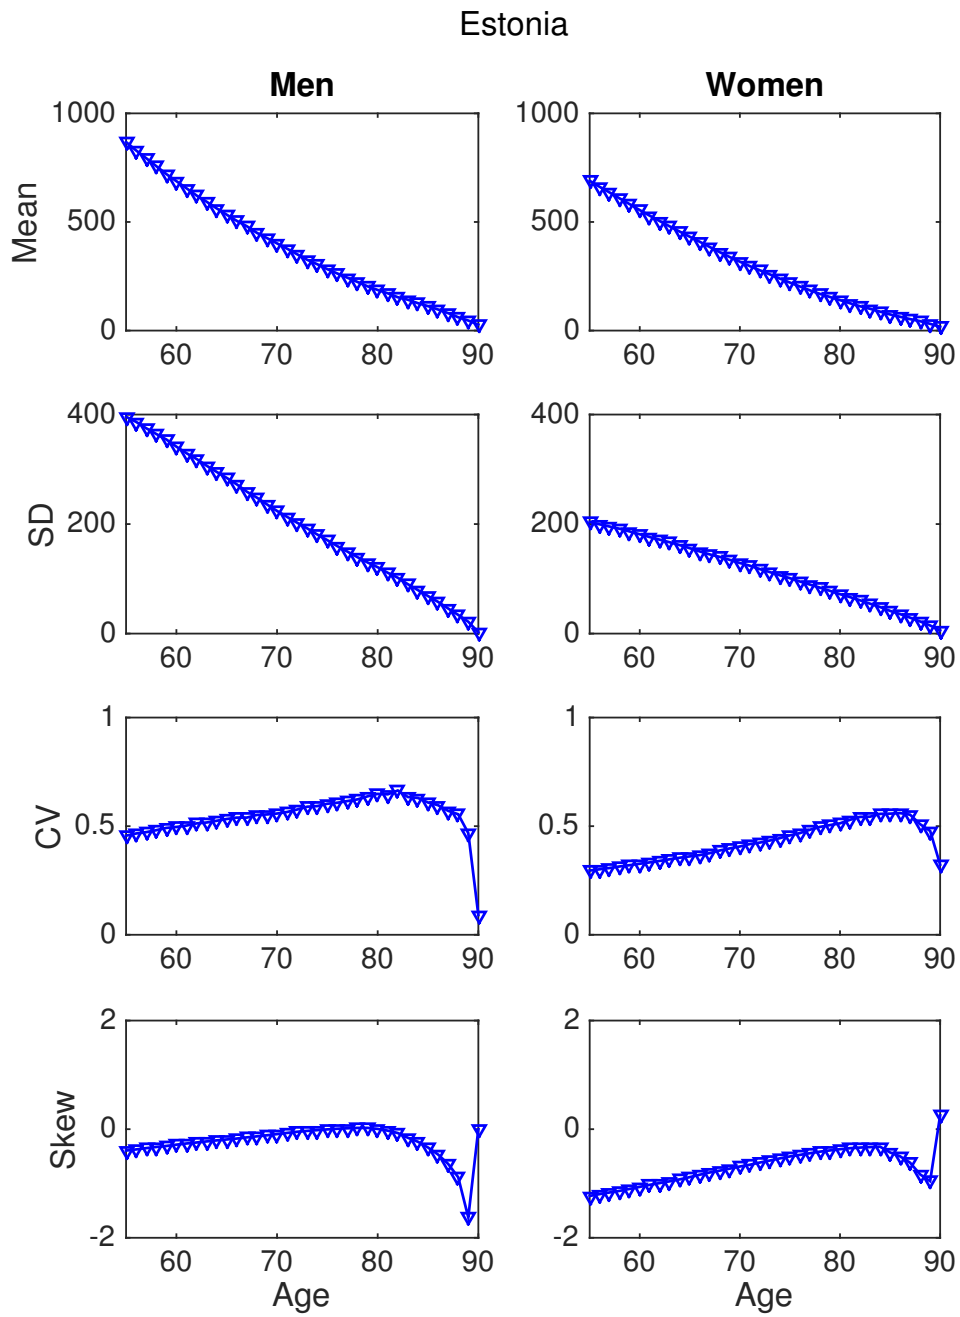 Estonia
Men Women
1000 1000
Mean
500 500
0 0
60 70 80 90 60 70 80 90
400 400
SD
200 200
0 0
60 70 80 90 60 70 80 90
1 1
CV
0.5 0.5
0 0
60 70 80 90 60 70 80 90
2 2
Skew
0 0
-2 -2
60 70 80 90 60 70 80 90
Age Age